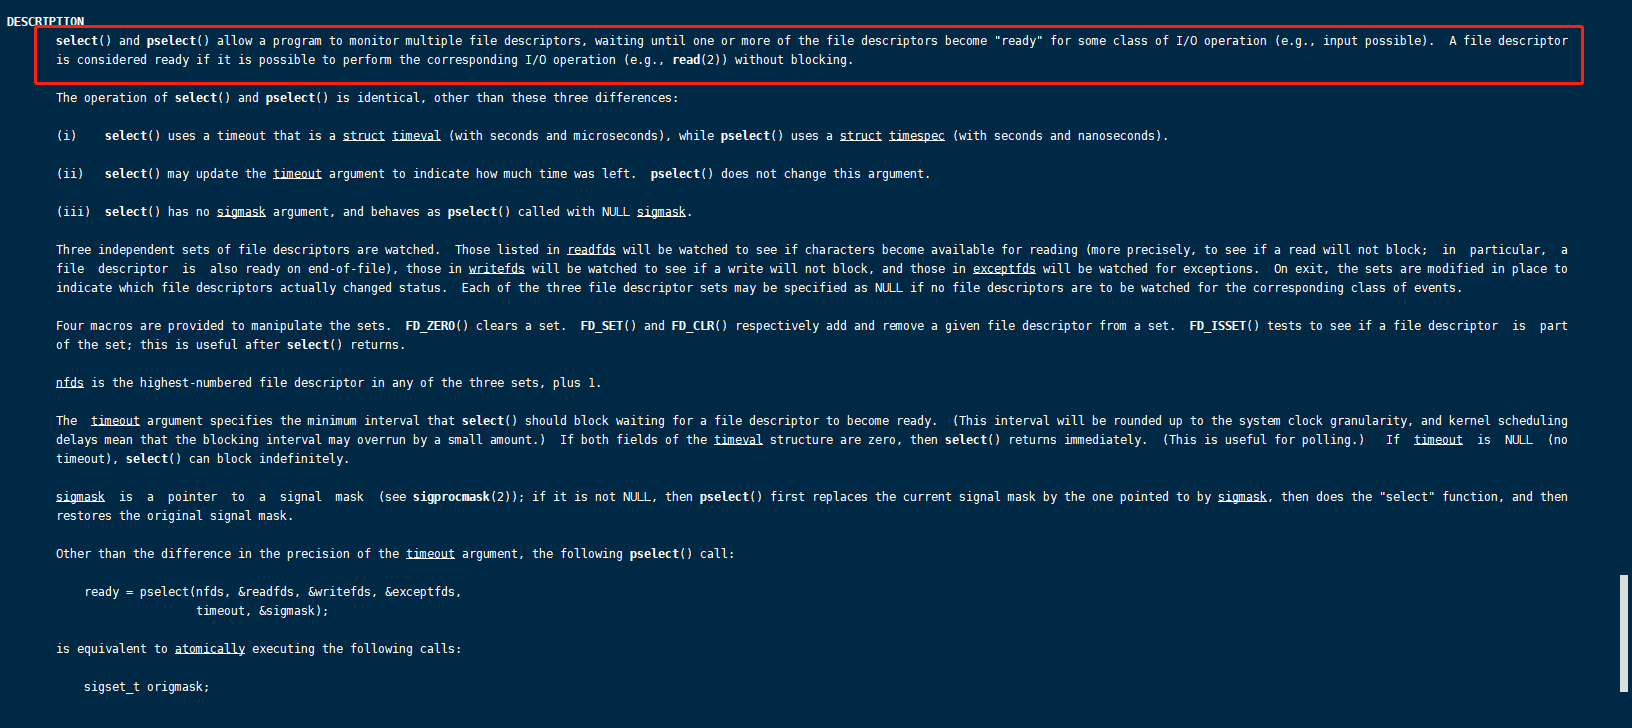 DESCRIPTION
select() and pselect() allow a program to monitor multiple file descriptors, waiting until one or more of the file descriptors become "ready" for some class of I/O operation (e.g., input possible).  A file descriptor
is considered ready if it is possible to perform the corresponding I/O operation (e.g., read(2)) without blocking.
The operation of select() and pselect() is identical, other than these three differences:
(i)    select() uses a timeout that is a struct timeval (with seconds and microseconds), while pselect() uses a struct timespec (with seconds and nanoseconds).
(ii)   select() may update the timeout argument to indicate how much time was left.  pselect() does not change this argument.
(iii)  select() has no sigmask argument, and behaves as pselect() called with NULL sigmask.
Three independent sets of file descriptors are watched.  Those listed in readfds will be watched to see if characters become available for reading (more precisely, to see if a read will not block;  in  particular,  a
file  descriptor  is  also ready on end-of-file), those in writefds will be watched to see if a write will not block, and those in exceptfds will be watched for exceptions.  On exit, the sets are modified in place to
indicate which file descriptors actually changed status.  Each of the three file descriptor sets may be specified as NULL if no file descriptors are to be watched for the corresponding class of events.
Four macros are provided to manipulate the sets.  FD_ZERO() clears a set.  FD_SET() and FD_CLR() respectively add and remove a given file descriptor from a set.  FD_ISSET() tests to see if a file descriptor  is  part
of the set; this is useful after select() returns.
nfds is the highest-numbered file descriptor in any of the three sets, plus 1.
The  timeout argument specifies the minimum interval that select() should block waiting for a file descriptor to become ready.  (This interval will be rounded up to the system clock granularity, and kernel scheduling
delays mean that the blocking interval may overrun by a small amount.)  If both fields of the timeval structure are zero, then select() returns immediately.  (This is useful for polling.)   If  timeout  is  NULL  (no
timeout), select() can block indefinitely.
sigmask  is  a  pointer  to  a  signal  mask  (see sigprocmask(2)); if it is not NULL, then pselect() first replaces the current signal mask by the one pointed to by sigmask, then does the "select" function, and then
restores the original signal mask.
Other than the difference in the precision of the timeout argument, the following pselect() call:
ready = pselect(nfds, &readfds, &writefds, &exceptfds,
timeout, &sigmask);
is equivalent to atomically executing the following calls:
sigset_t origmask;